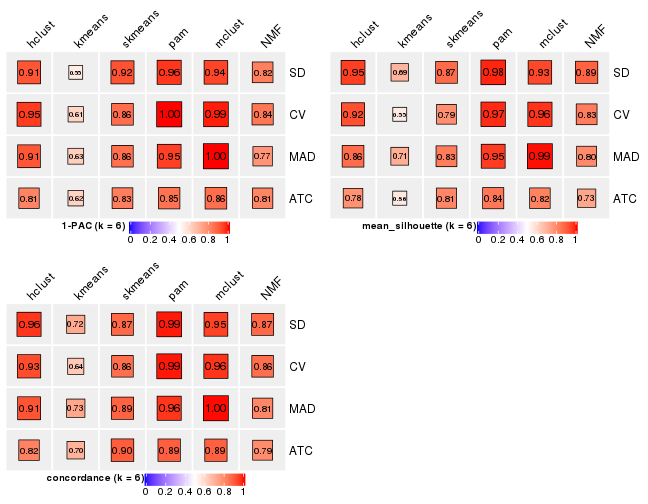 hclust kmeans skmeans pam mclust NMF
0.91 0.55 0.92 0.96 0.94 0.82 SD
0.95 0.61 0.86 1.00 0.99 0.84 CV
0.91 0.63 0.86 0.95 1.00 0.77 MAD
0.81 0.62 0.83 0.85 0.86 0.81 ATC
1-PAC (k = 6)
0 0.2 0.4 0.6 0.8 1
hclust kmeans skmeans pam mclust NMF
0.95 0.69 0.87 0.98 0.93 0.89 SD
0.92 0.55 0.79 0.97 0.96 0.83 CV
0.86 0.71 0.83 0.95 0.99 0.80 MAD
0.78 0.56 0.81 0.84 0.82 0.73 ATC
mean_silhouette (k = 6)
0 0.2 0.4 0.6 0.8 1
hclust kmeans skmeans pam mclust NMF
0.96 0.72 0.87 0.99 0.95 0.87 SD
0.93 0.64 0.86 0.99 0.96 0.86 CV
0.91 0.73 0.89 0.96 1.00 0.81 MAD
0.82 0.70 0.90 0.89 0.89 0.79 ATC
concordance (k = 6)
0 0.2 0.4 0.6 0.8 1